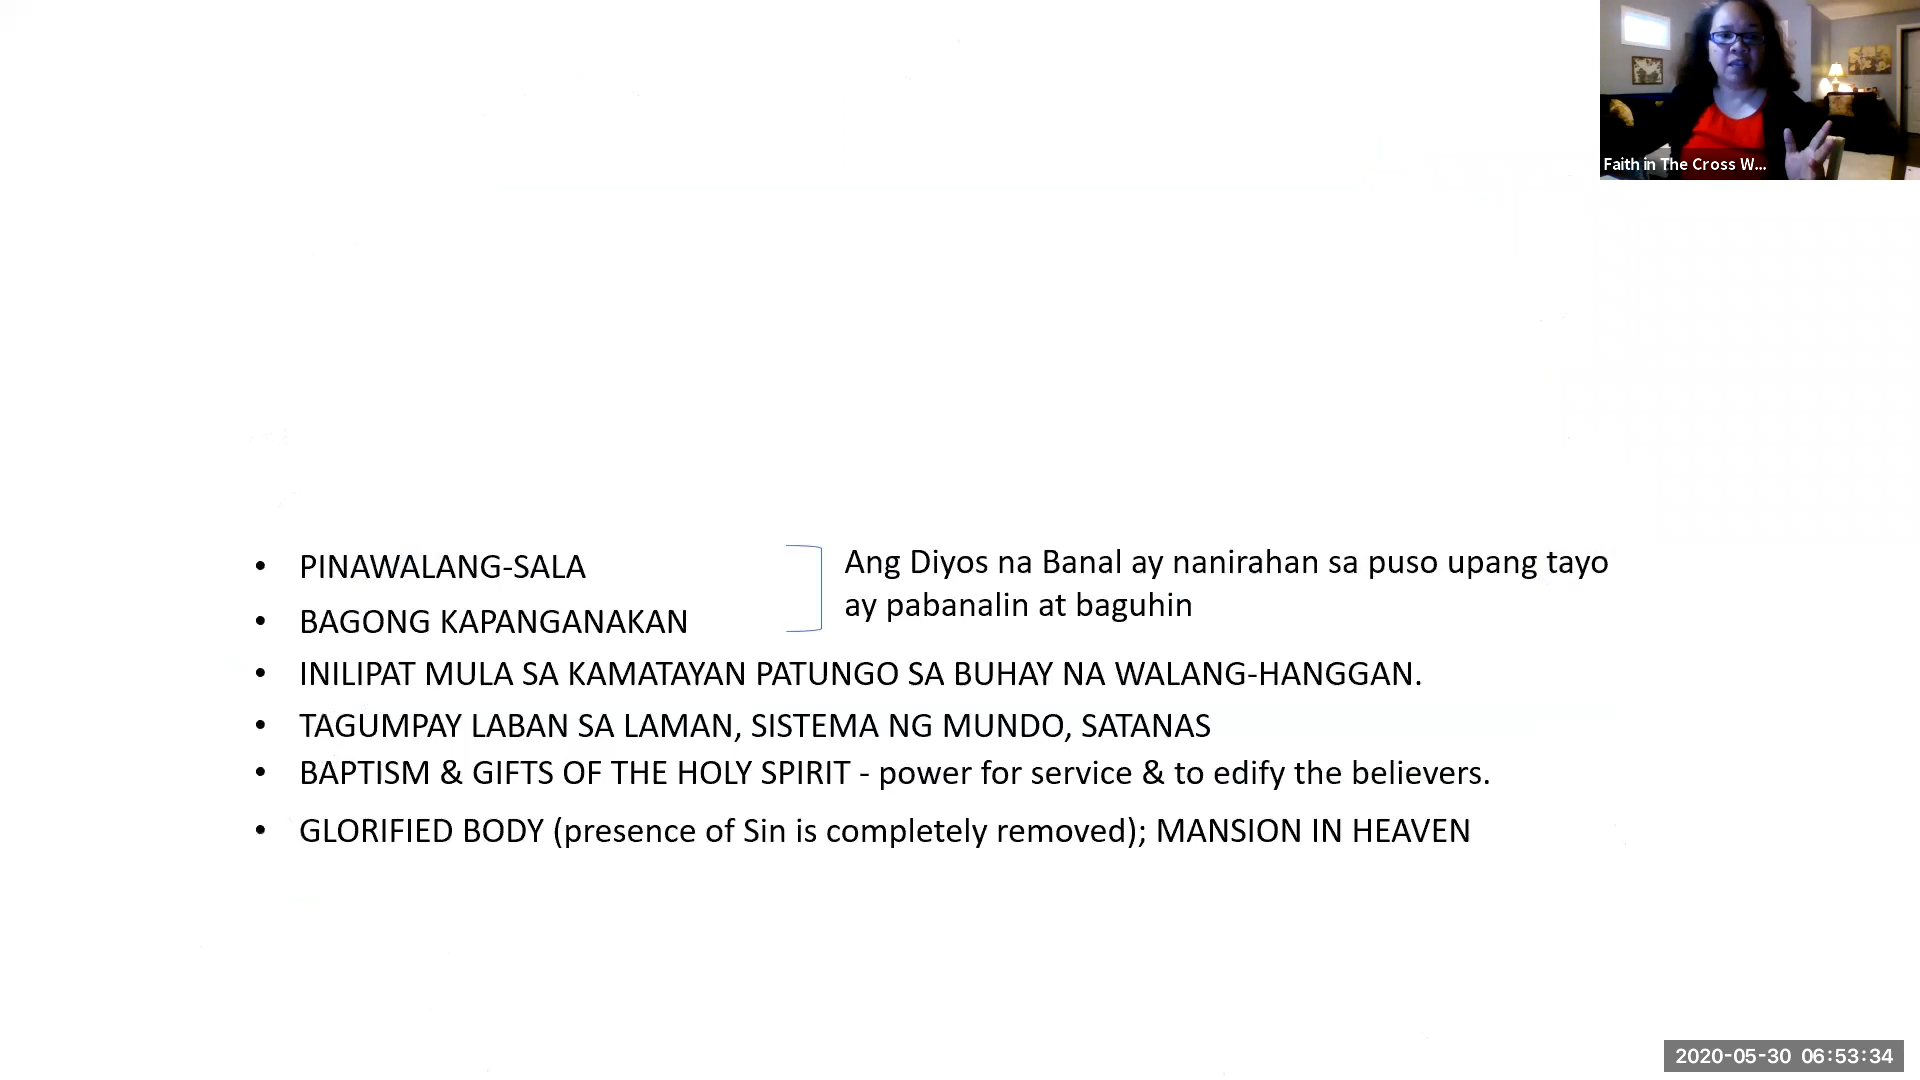 Faith in The Cross W...
• PINAWALANG-SALA
Ang Diyos na Banal ay nanirahan sa puso upang tayo
ay pabanalin at baguhin
• BAGONG KAPANGANAKAN
• INILIPAT MULA SA KAMATAYAN PATUNGO SA BUHAY NA WALANG-HANGGAN.
• TAGUMPAY LABAN SA LAMAN, SISTEMA NG MUNDO, SATANAS
• BAPTISM & GIFTS OF THE HOLY SPIRIT - power for service & to edify the believers.
• GLORIFIED BODY (presence of Sin is completely removed); MANSION IN HEAVEN
2020-05-30 06:53:34